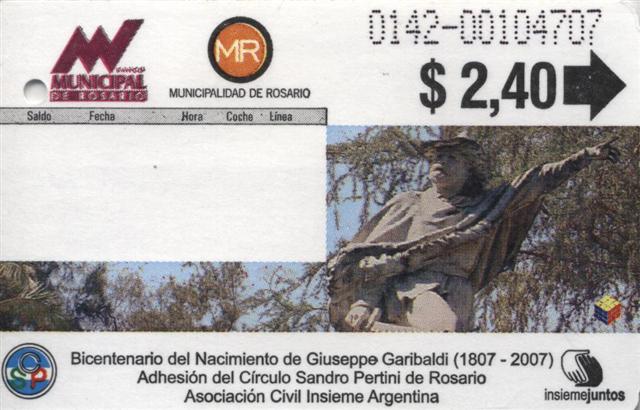 0142-00104707
BANCO
MUNICIPAL
DE ROSARIO
MR
MUNICIPALIDAD DE ROSARIO
$ 2,40
Saldo Fecha Hora Coche Línea
CSP
Bicentenario del Nacimiento de Giuseppe Garibaldi (1807 - 2007)
Adhesión del Círculo Sandro Pertini de Rosario
Asociación Civil Insieme Argentina
insiemejuntos